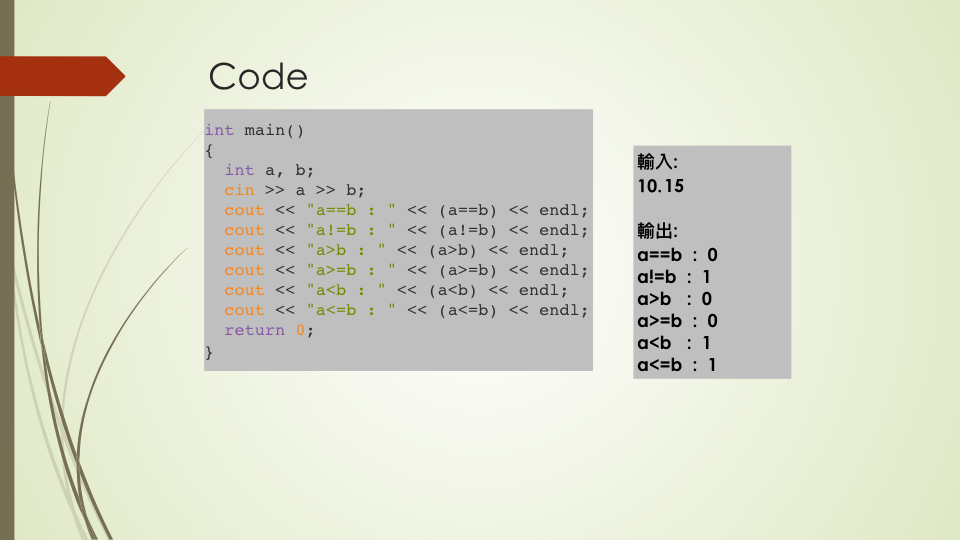 Code
int main()
{
  int a, b;
  cin >> a >> b;
  cout << "a==b : " << (a==b) << endl;
  cout << "a!=b : " << (a!=b) << endl;
  cout << "a>b : " << (a>b) << endl;
  cout << "a>=b : " << (a>=b) << endl;
  cout << "a<b : " << (a<b) << endl;
  cout << "a<=b : " << (a<=b) << endl;
  return 0;
}
輸入:
10.15
輸出:
a==b : 0
a!=b : 1
a>b : 0
a>=b : 0
a<b : 1
a<=b : 1